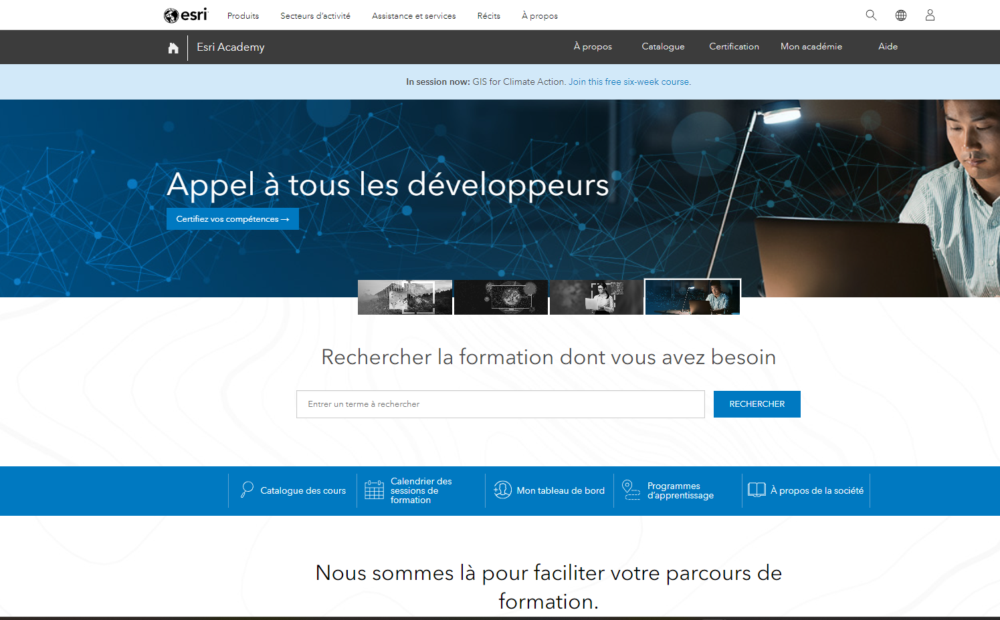 esri
Produits
Secteurs d'activité
Assistance et services
Récits
À propos
Esri Academy
À propos
Catalogue
Certification
Mon académie
Aide
In session now: GIS for Climate Action. Join this free six-week course.
Appel à tous les développeurs
Certifiez vos compétences →
Rechercher la formation dont vous avez besoin
Entrer un terme à rechercher
RECHERCHER
Catalogue des cours
Calendrier des
sessions de
formation
Mon tableau de bord
Programmes
d'apprentissage
À propos de la société
Nous sommes là pour faciliter votre parcours de
formation.